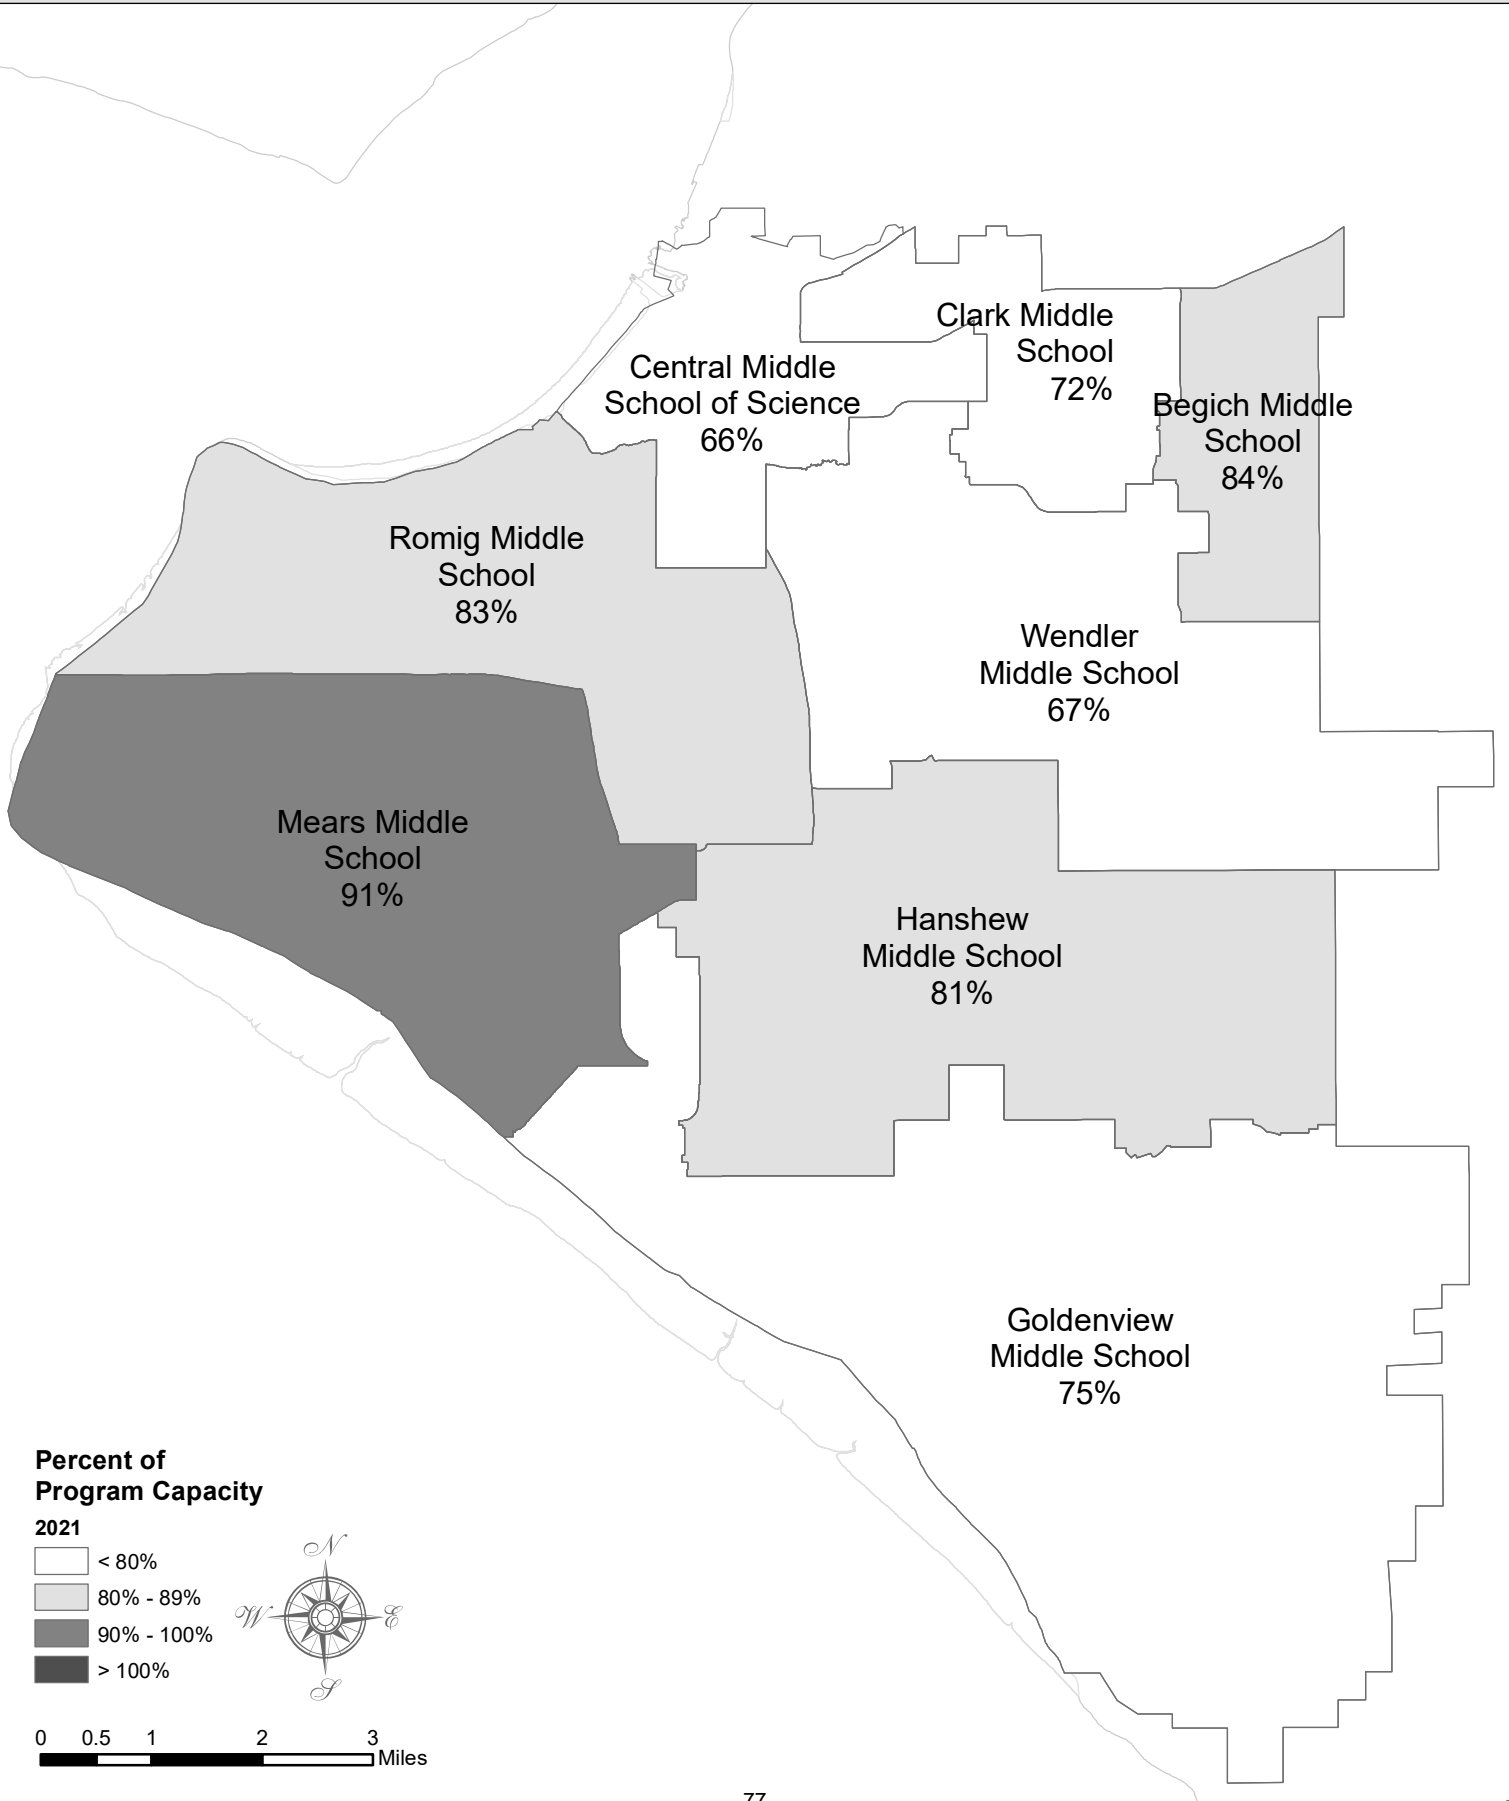 Clark Middle
School
72%
Central Middle
School of Science
66%
Begich Middle
School
84%
Romig Middle
School
83%
Wendler
Middle School
67%
Mears Middle
School
91%
Hanshew
Middle School
81%
Goldenview
Middle School
75%
Percent of
Program Capacity
2021
< 80%
80% - 89%
90% - 100%
> 100%
N
W E
S
0 0.5 1 2 3
Miles
77